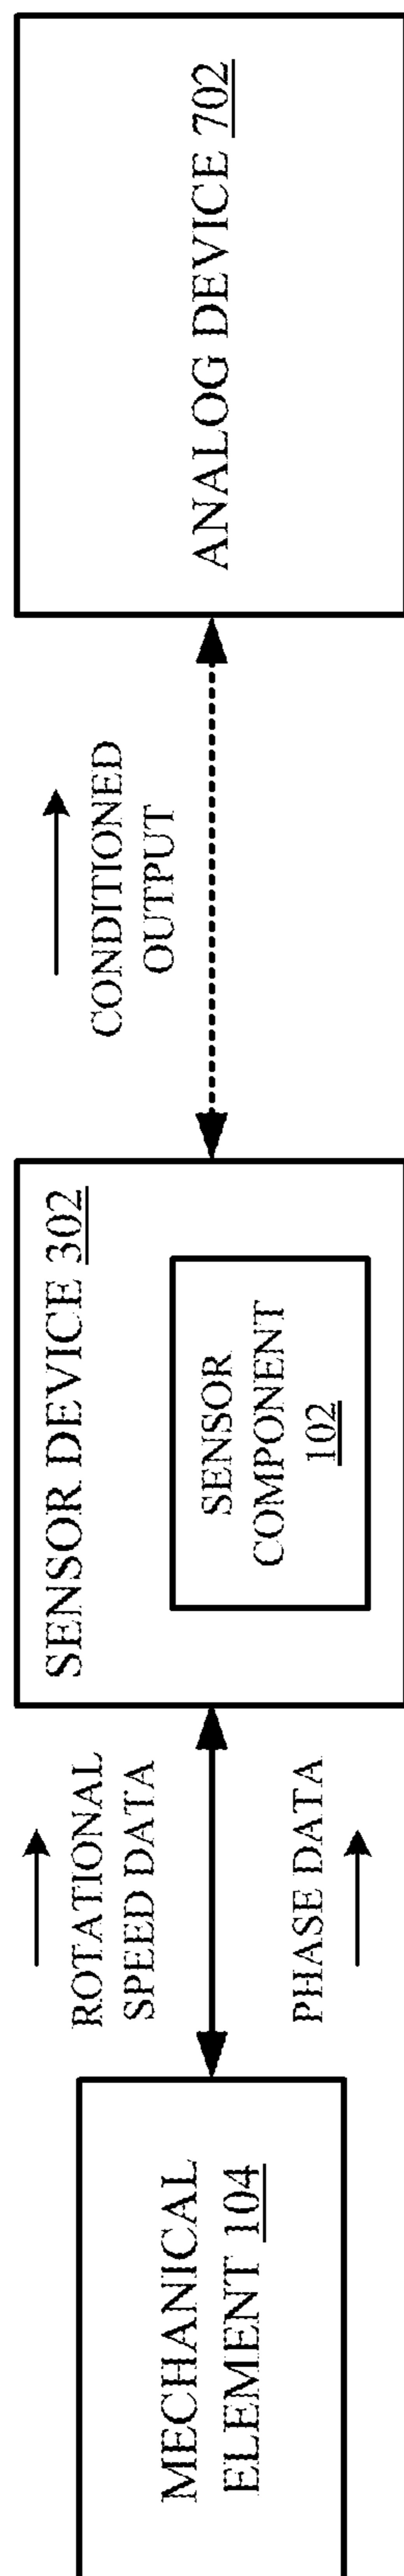 MECHANICAL
ELEMENT 104
ROTATIONAL
SPEED DATA
PHASE DATA
SENSOR DEVICE 302
SENSOR
COMPONENT
102
CONDITIONED
OUTPUT
ANALOG DEVICE 702